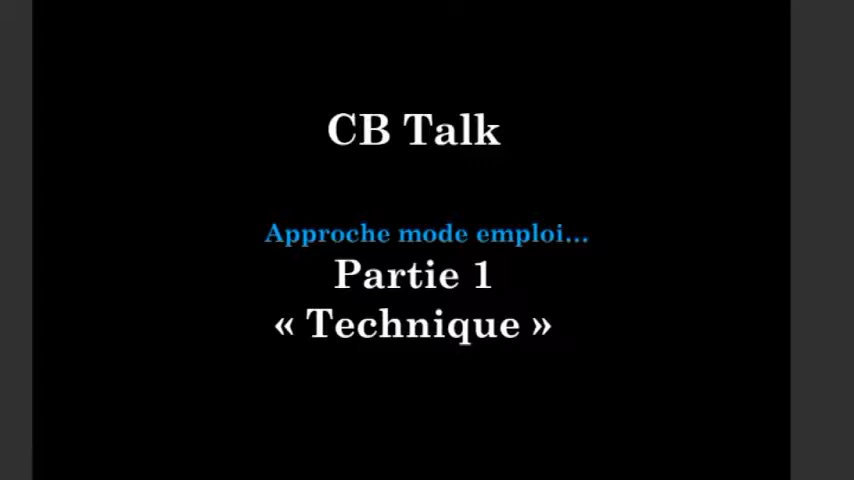 CB Talk
Approche mode emploi...
Partie 1
« Technique »